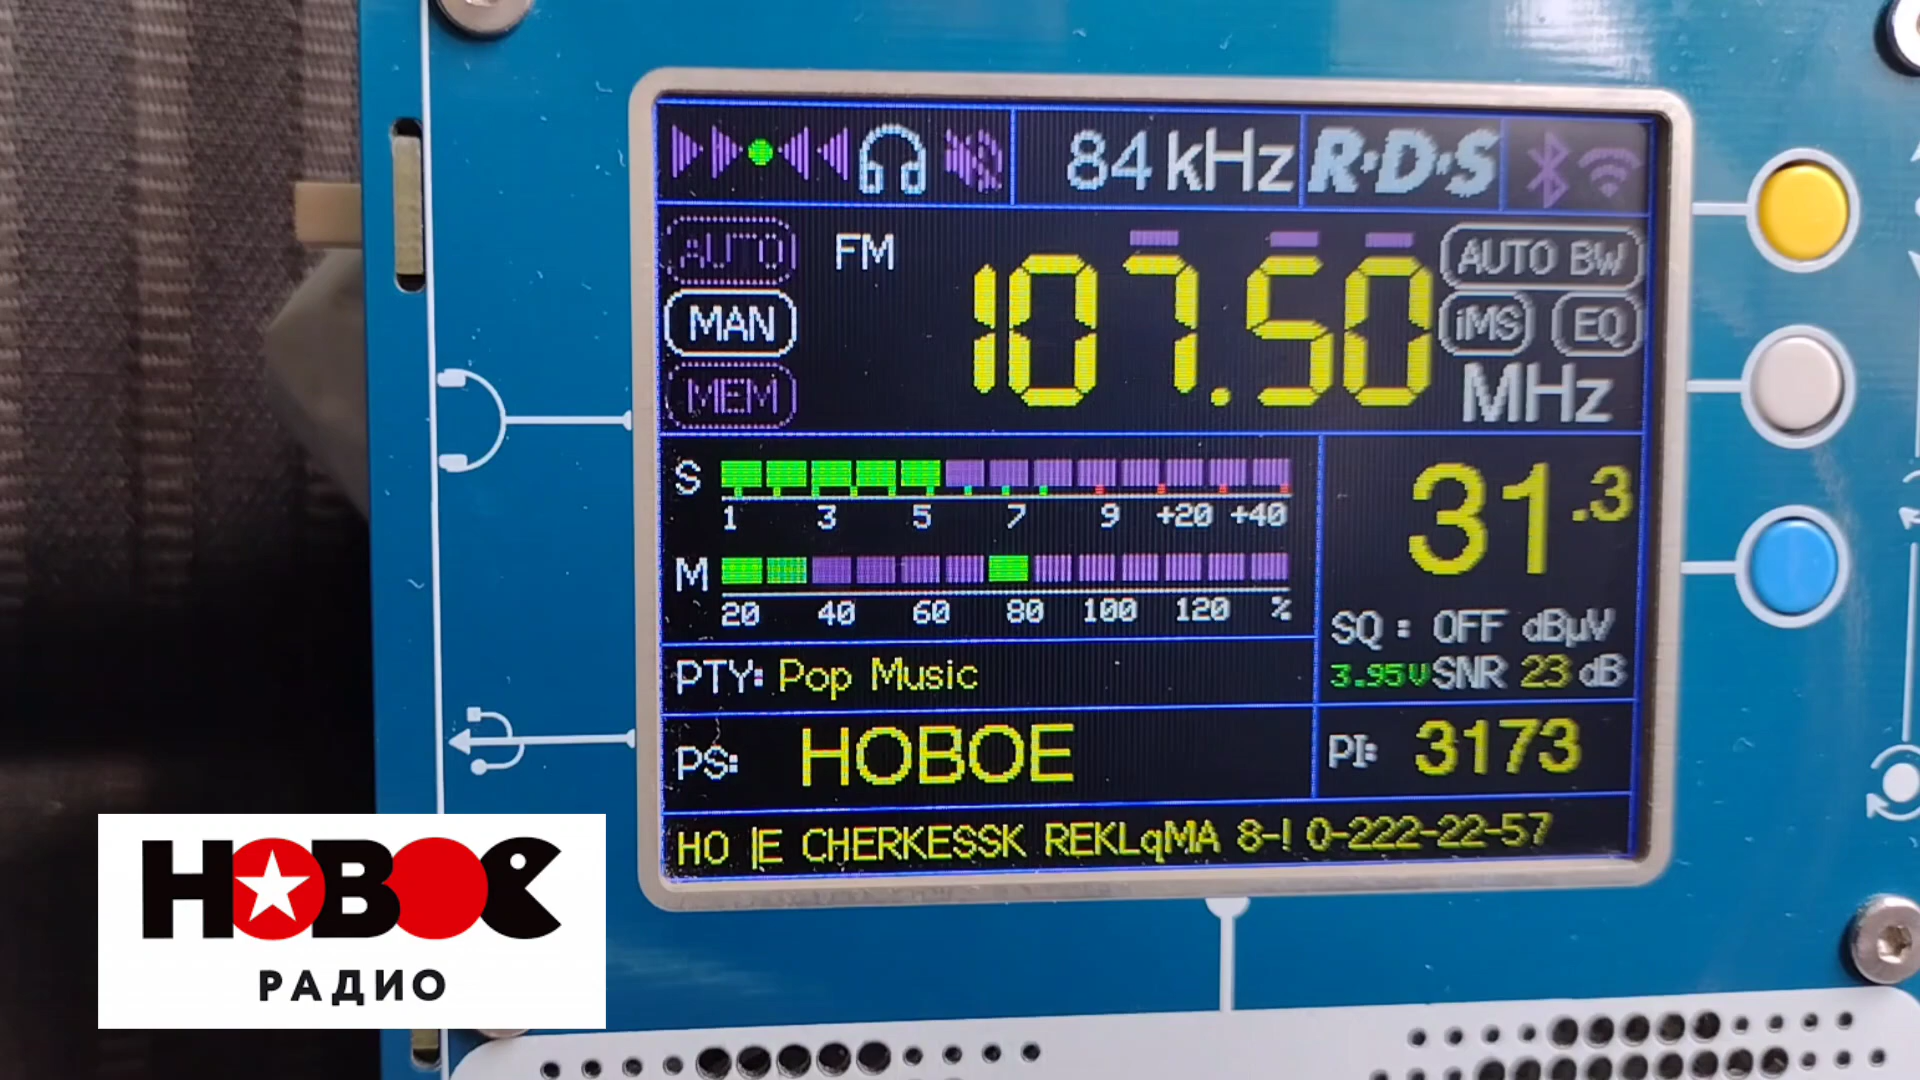 84 kHz R·D·S
AUTO FM 107.50 AUTO BW
MAN iMS EQ
MEM MHz
S 31.3
1 3 5 7 9 +20 +40
M
20 40 60 80 100 120 %
SQ: OFF dBµV
3.95V SNR 23 dB
PTY: Pop Music
PS: HOBOE PI: 3173
HO |E CHERKESSK REKLqMA 8-! 0-222-22-57
НОВОЕ
РАДИО